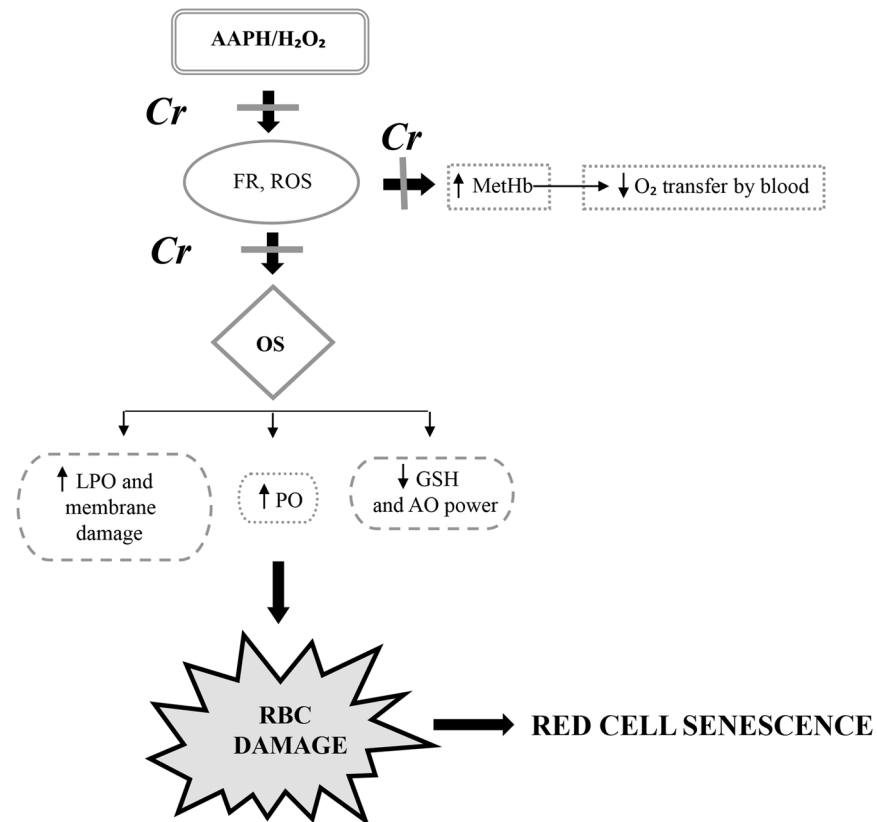 AAPH/H₂O₂
Cr
Cr
FR, ROS
↑ MetHb
↓ O₂ transfer by blood
Cr
OS
↑ LPO and
membrane
damage
↑ PO
↓ GSH
and AO power
RBC
DAMAGE
RED CELL SENESCENCE